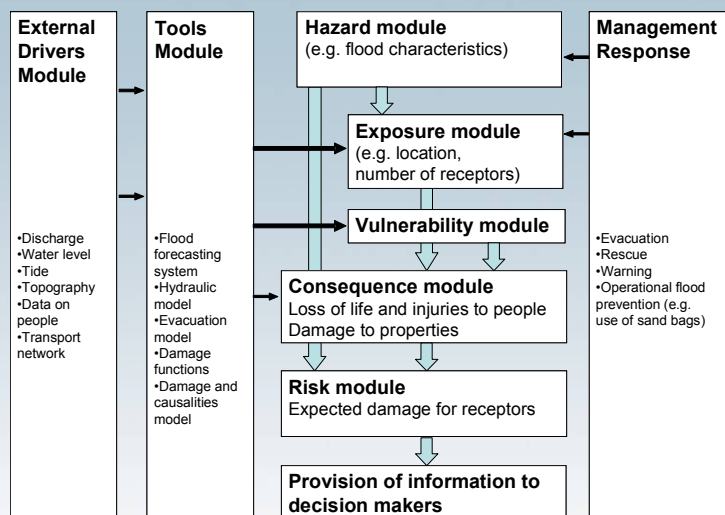 External
Drivers
Module
•Discharge
•Water level
•Tide
•Topography
•Data on
people
•Transport
network
Tools
Module
•Flood
forecasting
system
•Hydraulic
model
•Evacuation
model
•Damage
functions
•Damage and
causalities
model
Hazard module
(e.g. flood characteristics)
Exposure module
(e.g. location,
number of receptors)
Vulnerability module
Consequence module
Loss of life and injuries to people
Damage to properties
Risk module
Expected damage for receptors
Provision of information to
decision makers
Management
Response
•Evacuation
•Rescue
•Warning
•Operational flood
prevention (e.g.
use of sand bags)